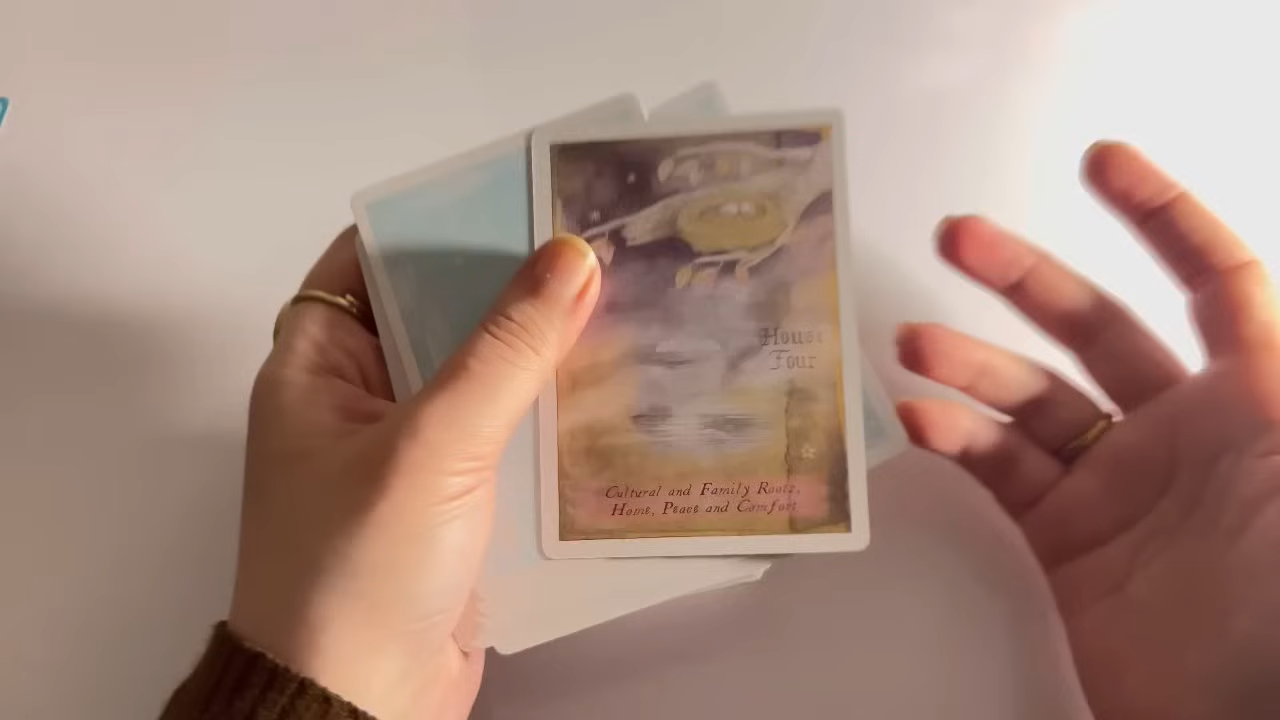 House
Four
Cultural and Family Roots,
Home, Peace and Comfort